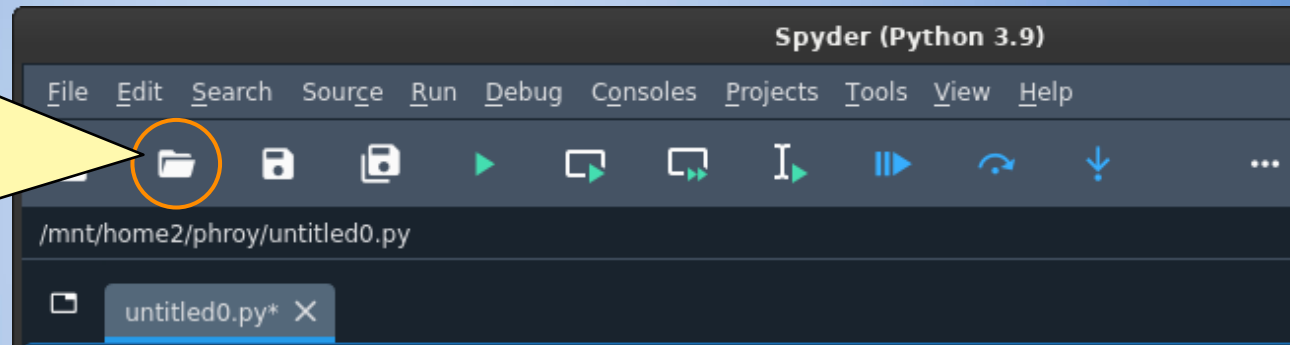 Spyder (Python 3.9)
File Edit Search Source Run Debug Consoles Projects Tools View Help
/mnt/home2/phroy/untitled0.py
untitled0.py*